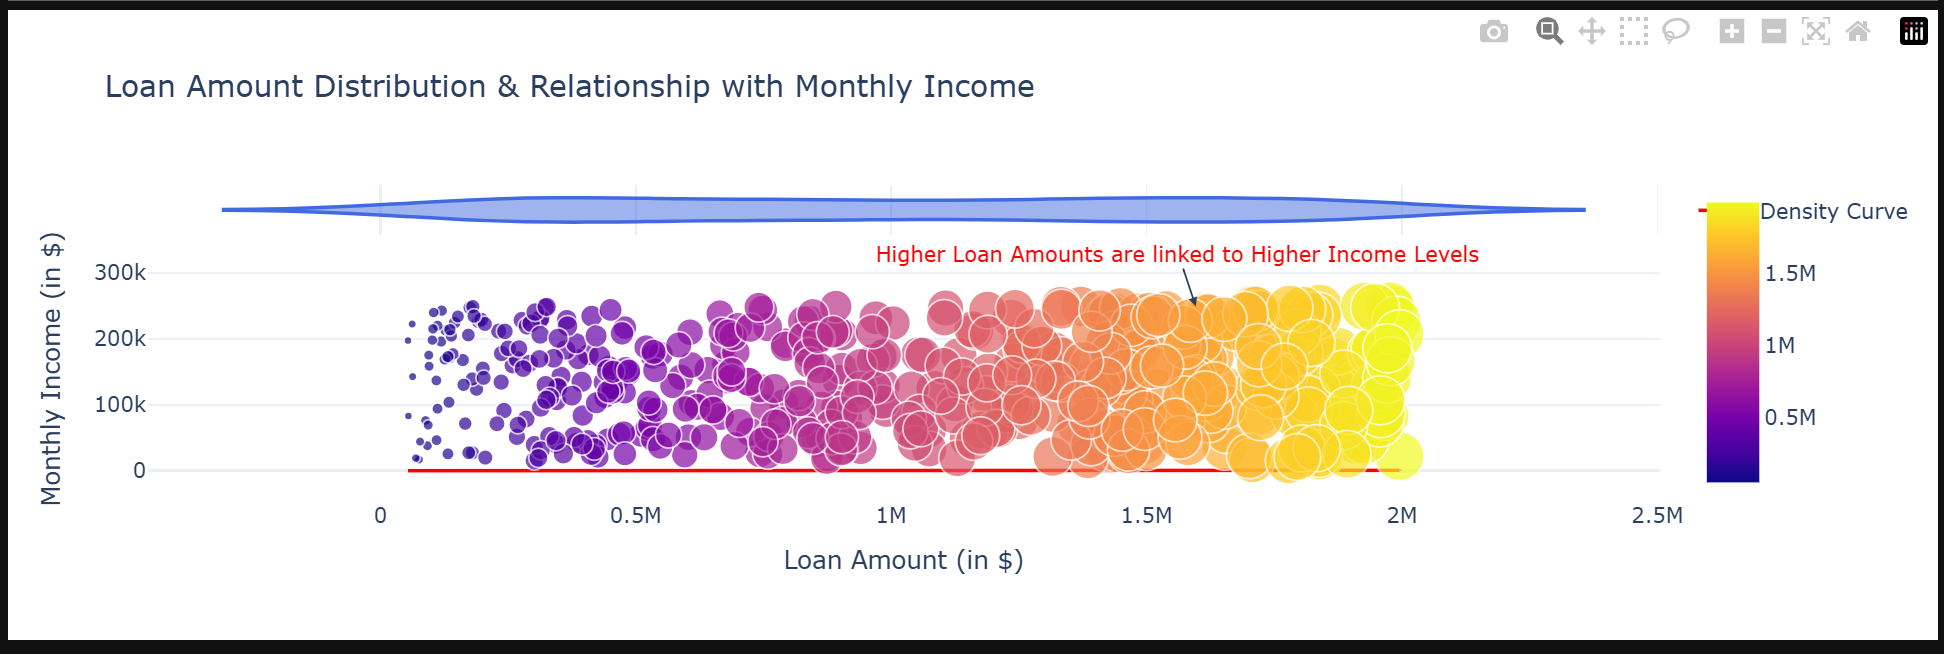 Loan Amount Distribution & Relationship with Monthly Income
Density Curve
Higher Loan Amounts are linked to Higher Income Levels
Monthly Income (in $)
300k
200k
100k
0
0
0.5M
1M
1.5M
2M
2.5M
Loan Amount (in $)
1.5M
1M
0.5M